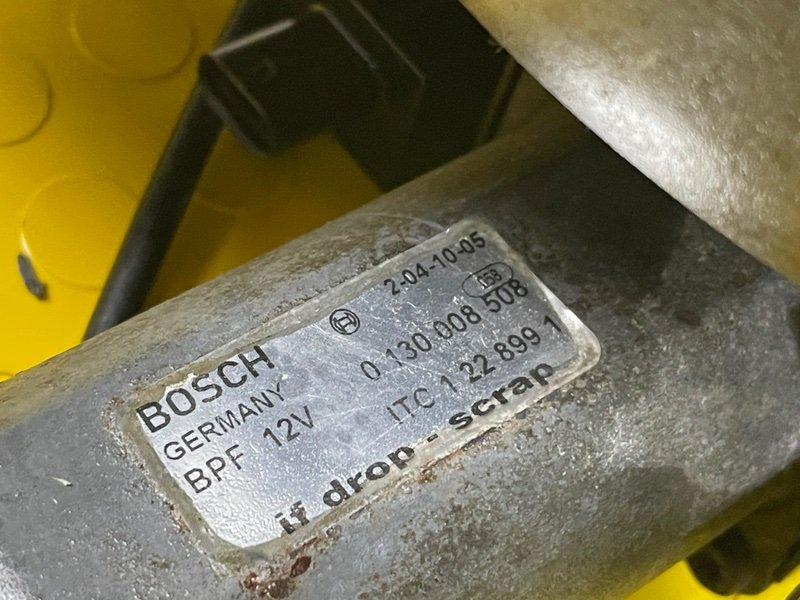 2-04-10-05
158
BOSCH 0 130 008 508
GERMANY
BPF 12V ITC 1 22 899 1
if drop - scrap